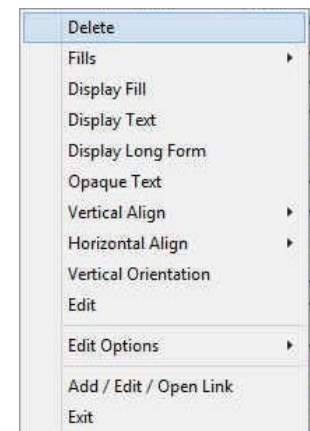 Delete
Fills
Display Fill
Display Text
Display Long Form
Opaque Text
Vertical Align
Horizontal Align
Vertical Orientation
Edit
Edit Options
Add / Edit / Open Link
Exit